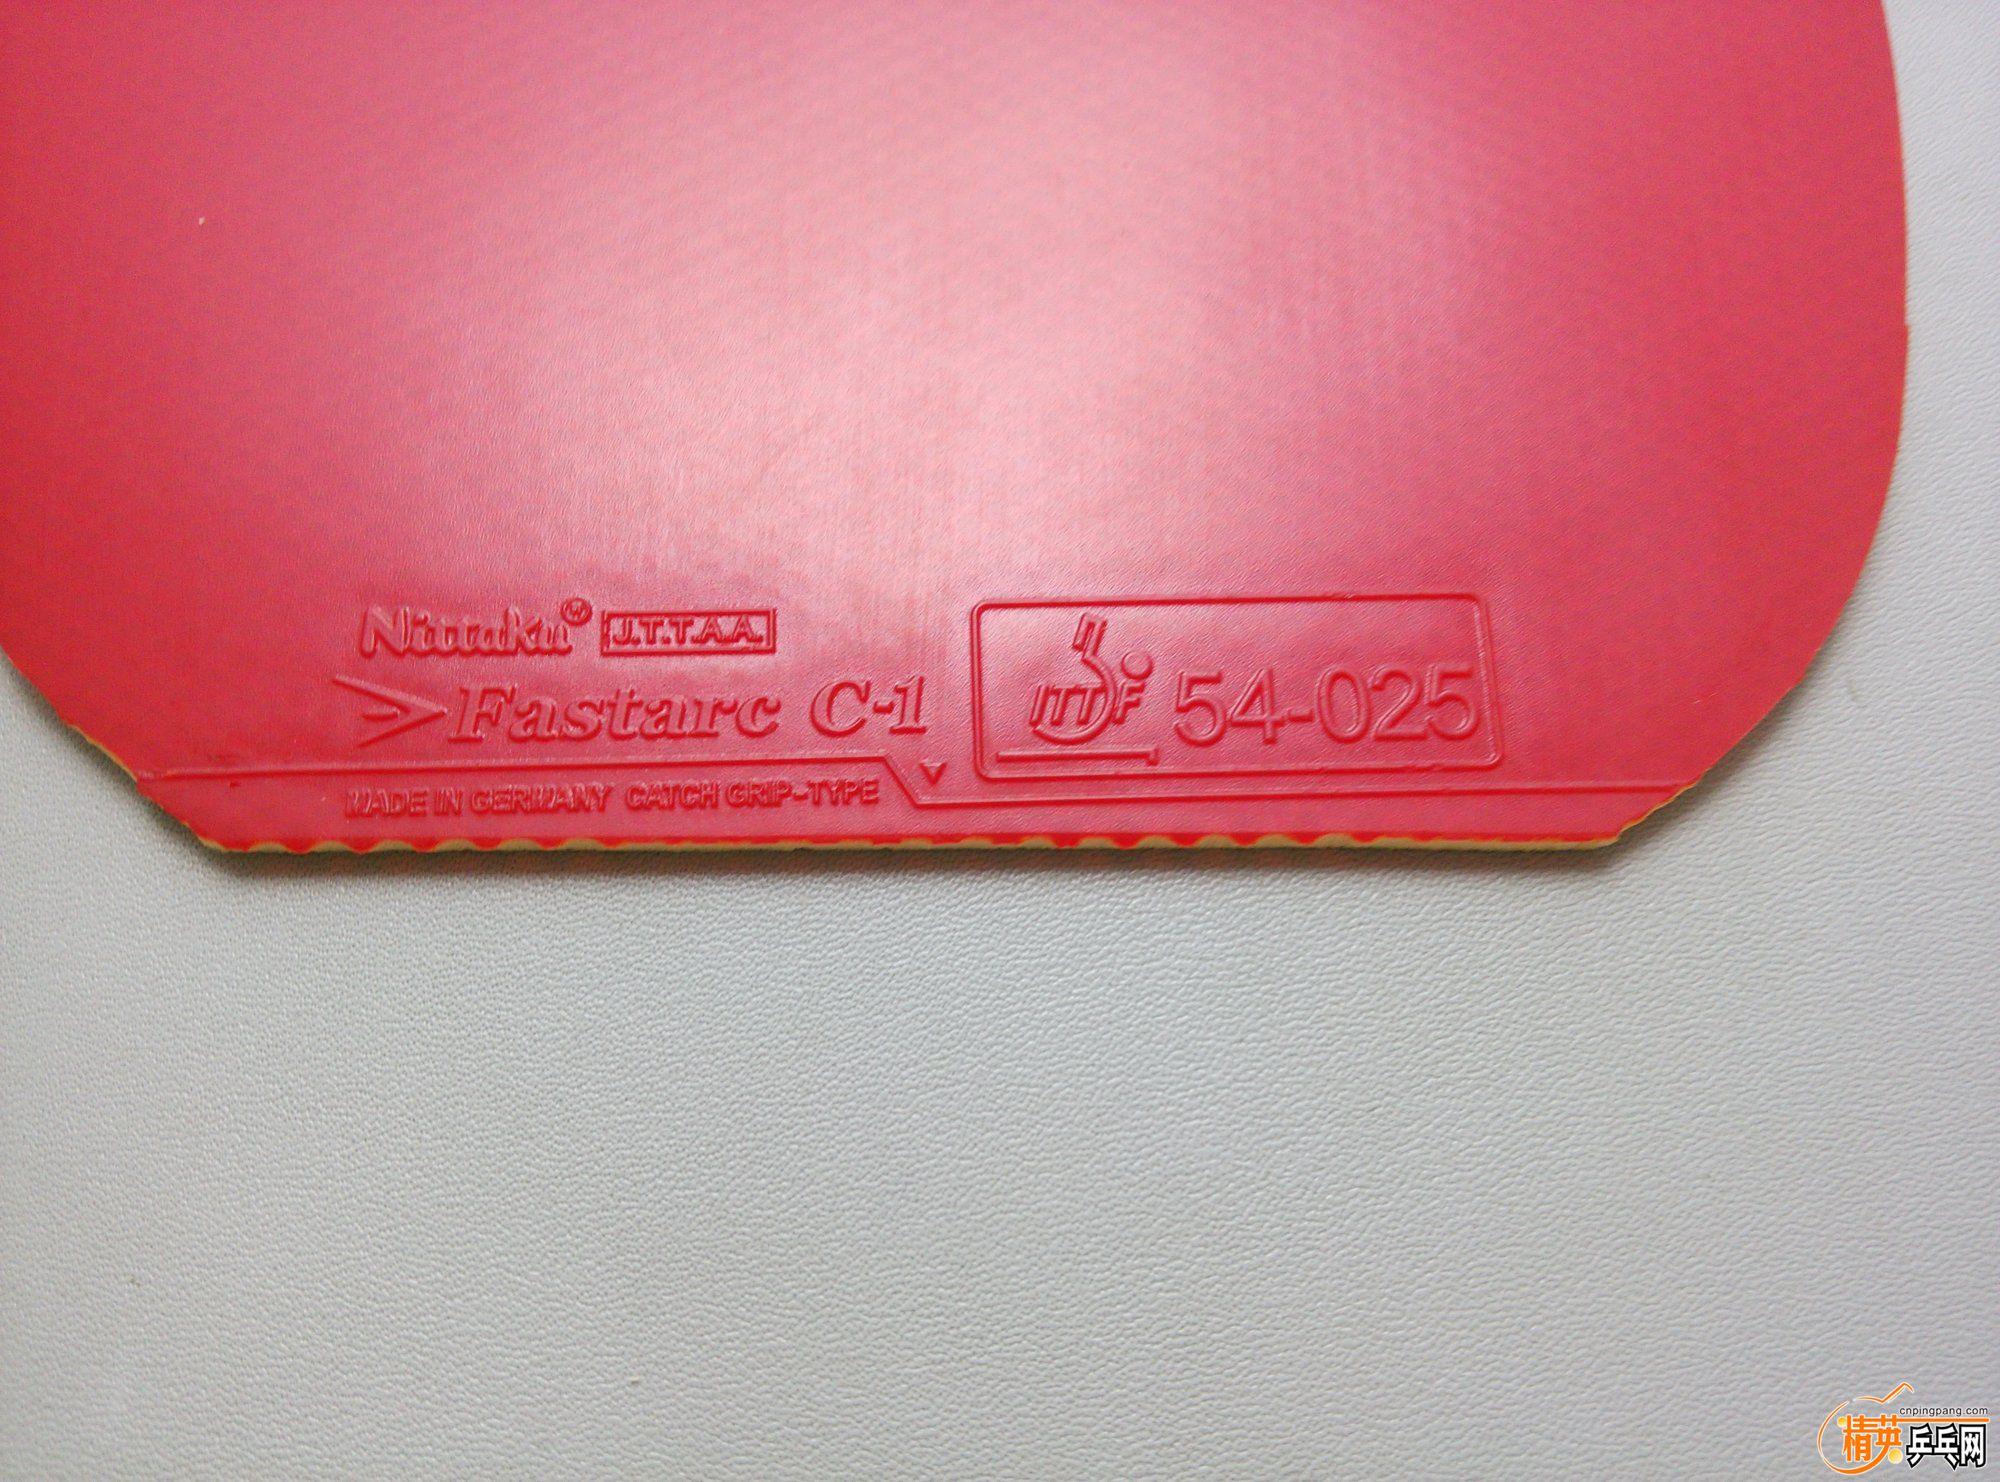 Nittaku® J.T.T.A.A.
Fastarc C-1
ITTF 54-025
MADE IN GERMANY CATCH GRIP-TYPE
cnpingpang.com
精英乒乓网